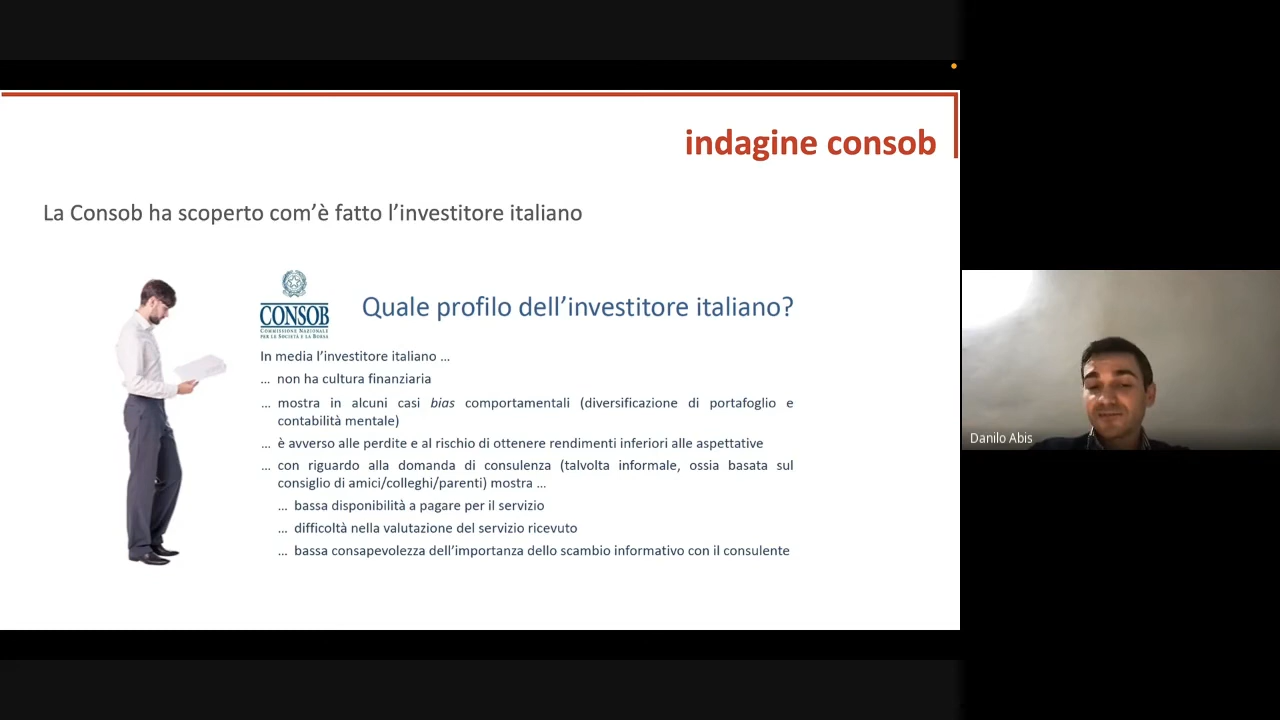 indagine consob
La Consob ha scoperto com'è fatto l'investitore italiano
CONSOB
COMMISSIONE NAZIONALE
PER LE SOCIETÀ E LA BORSA
Quale profilo dell'investitore italiano?
In media l'investitore italiano ...
... non ha cultura finanziaria
... mostra in alcuni casi bias comportamentali (diversificazione di portafoglio e
contabilità mentale)
... è avverso alle perdite e al rischio di ottenere rendimenti inferiori alle aspettative
... con riguardo alla domanda di consulenza (talvolta informale, ossia basata sul
consiglio di amici/colleghi/parenti) mostra ...
... bassa disponibilità a pagare per il servizio
... difficoltà nella valutazione del servizio ricevuto
... bassa consapevolezza dell'importanza dello scambio informativo con il consulente
Danilo Abis